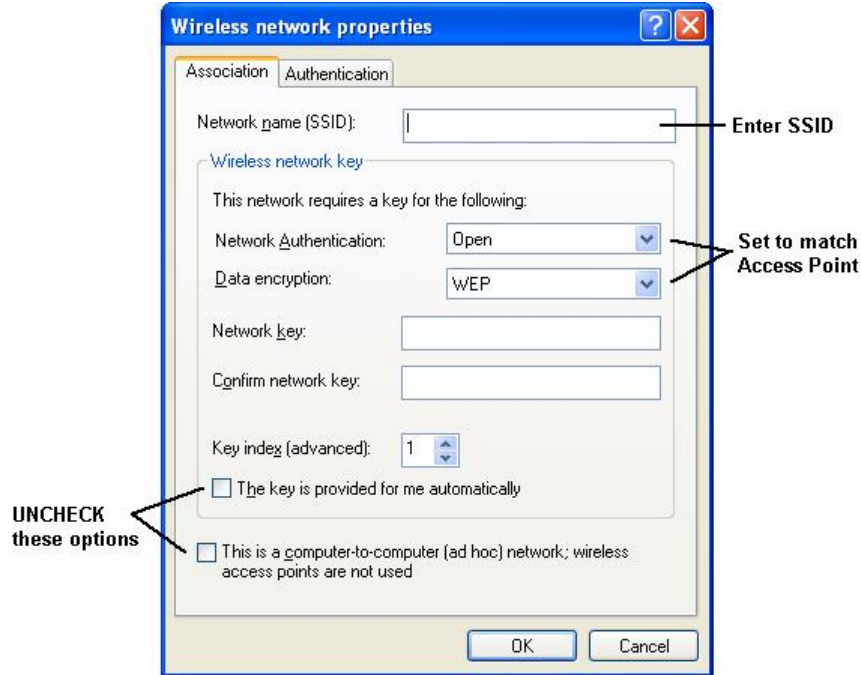 Wireless network properties
Association
Authentication
Network name (SSID):
Enter SSID
Wireless network key
This network requires a key for the following:
Network Authentication:
Open
Set to match
Access Point
Data encryption:
WEP
Network key:
Confirm network key:
Key index (advanced):
1
The key is provided for me automatically
UNCHECK
these options
This is a computer-to-computer (ad hoc) network; wireless
access points are not used
OK
Cancel